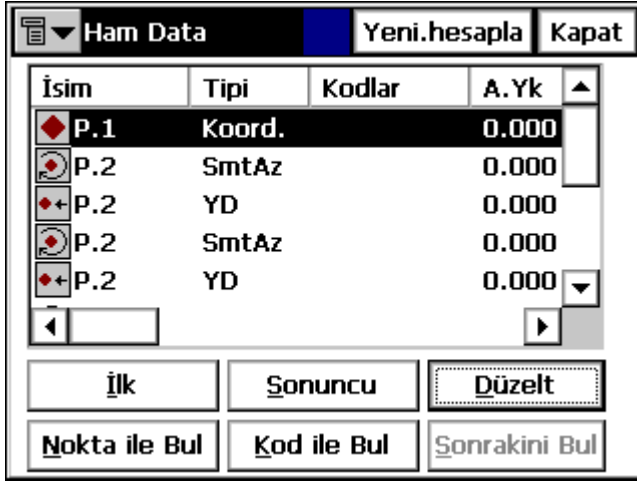 Ham Data Yeni.hesapla Kapat
İsim Tipi Kodlar A.Yk
P.1 Koord. 0.000
P.2 SmtAz 0.000
P.2 YD 0.000
P.2 SmtAz 0.000
P.2 YD 0.000
İlk Sonuncu Düzelt
Nokta ile Bul Kod ile Bul Sonrakini Bul